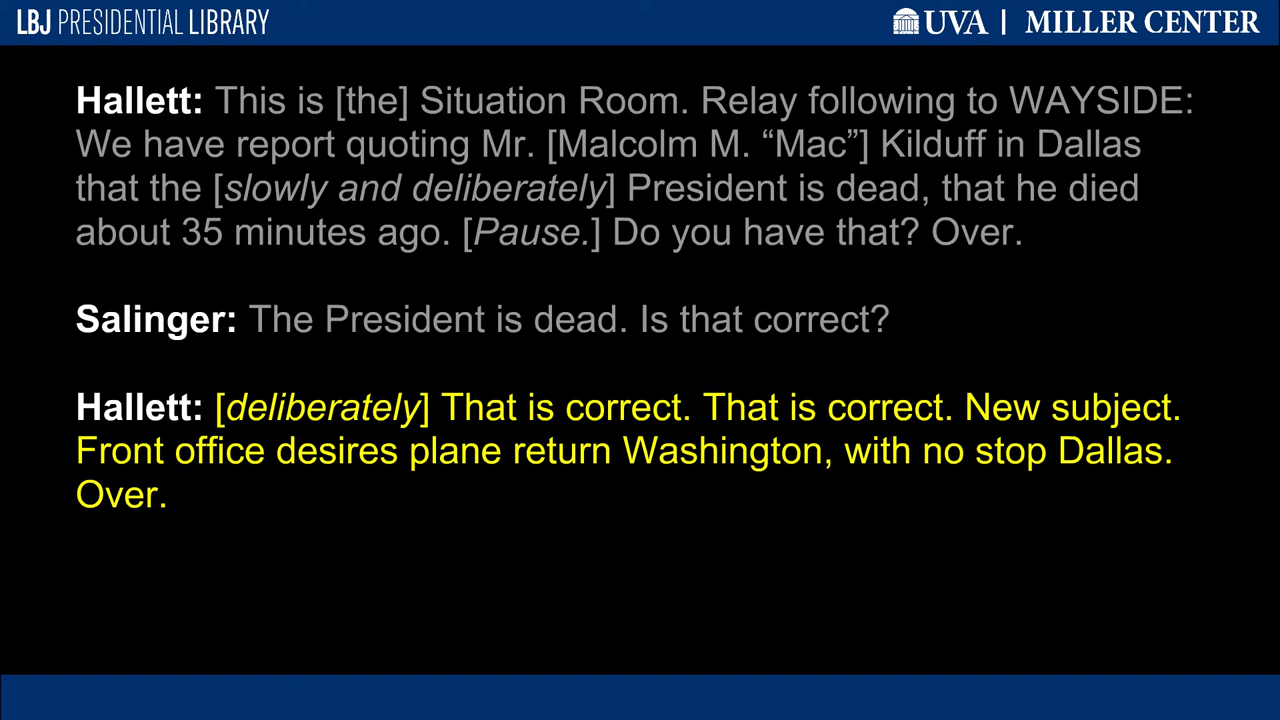 LBJ PRESIDENTIAL LIBRARY
UVA | MILLER CENTER
Hallett: This is [the] Situation Room. Relay following to WAYSIDE:
We have report quoting Mr. [Malcolm M. “Mac”] Kilduff in Dallas
that the [slowly and deliberately] President is dead, that he died
about 35 minutes ago. [Pause.] Do you have that? Over.
Salinger: The President is dead. Is that correct?
Hallett: [deliberately] That is correct. That is correct. New subject.
Front office desires plane return Washington, with no stop Dallas.
Over.